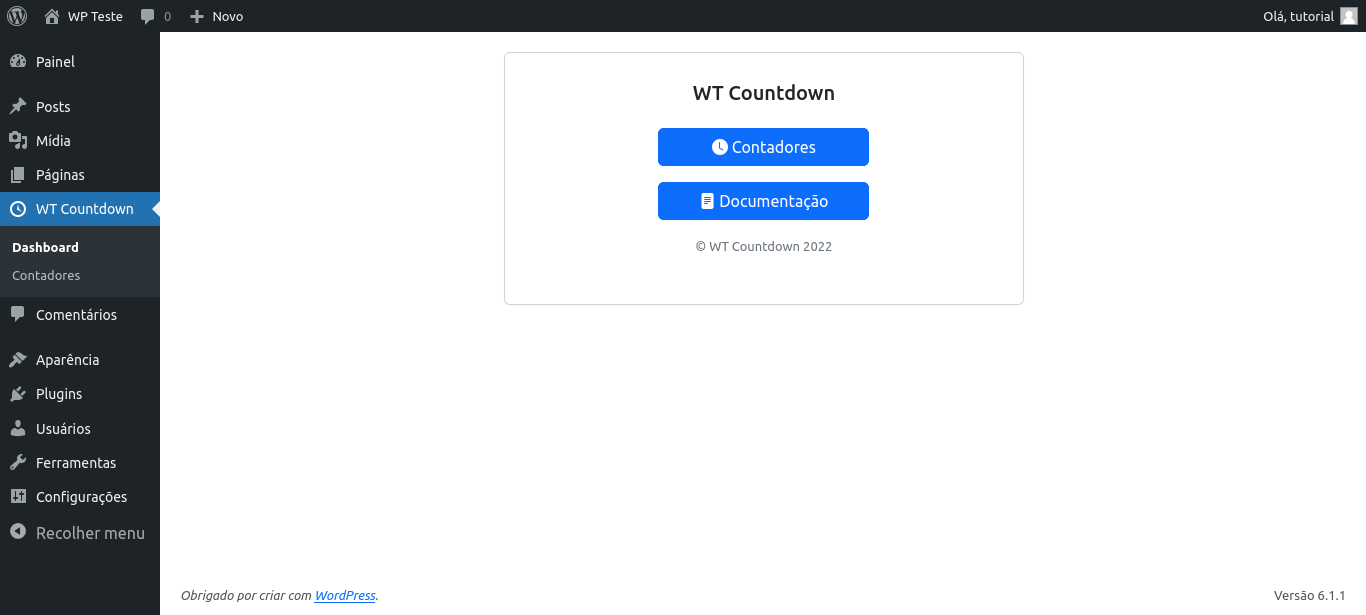 WP Teste 0 Novo Olá, tutorial
Painel
Posts
Mídia
Páginas
WT Countdown
Dashboard
Contadores
Comentários
Aparência
Plugins
Usuários
Ferramentas
Configurações
Recolher menu
WT Countdown
Contadores
Documentação
© WT Countdown 2022
Obrigado por criar com WordPress. Versão 6.1.1